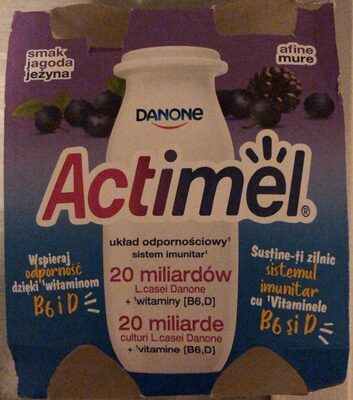 smak
jagoda
jeżyna
afine
mure
DANONE
Actimel®
układ odpornościowy¹
sistem imunitar¹
20 miliardów
L.casei Danone
+ ¹witaminy [B6,D]
20 miliarde
culturi L.casei Danone
+ ¹vitamine [B6,D]
Wspieraj
odporność
dzięki ¹witaminom
B6 i D
Susține-ți zilnic
sistemul
imunitar
cu ¹Vitaminele
B6 și D